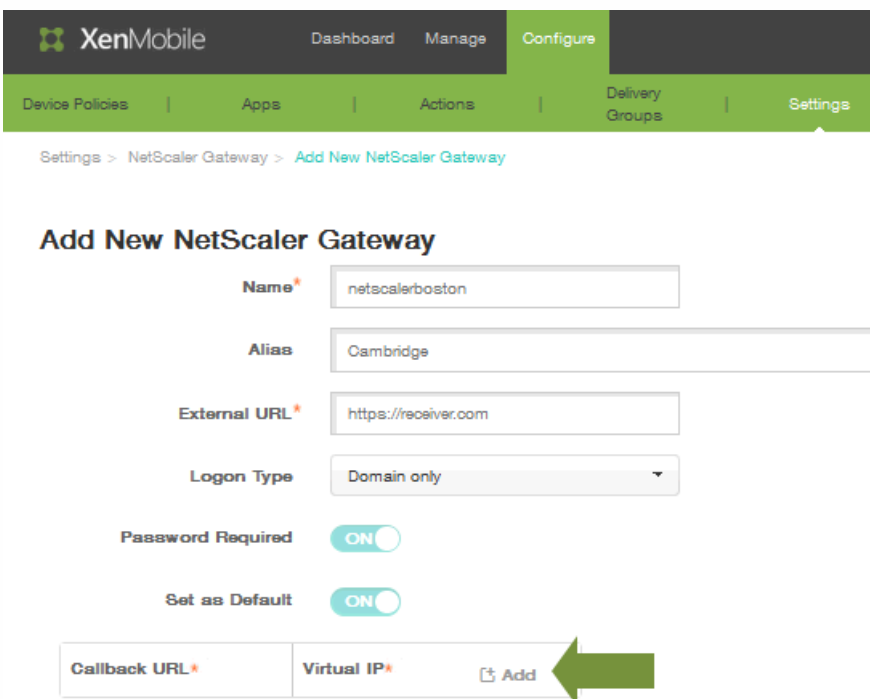 XenMobile Dashboard Manage Configure
Device Policies | Apps | Actions | Delivery Groups | Settings
Settings > NetScaler Gateway > Add New NetScaler Gateway
Add New NetScaler Gateway
Name* netscalerboston
Alias Cambridge
External URL* https://receiver.com
Logon Type Domain only
Password Required ON
Set as Default ON
Callback URL* Virtual IP* Add